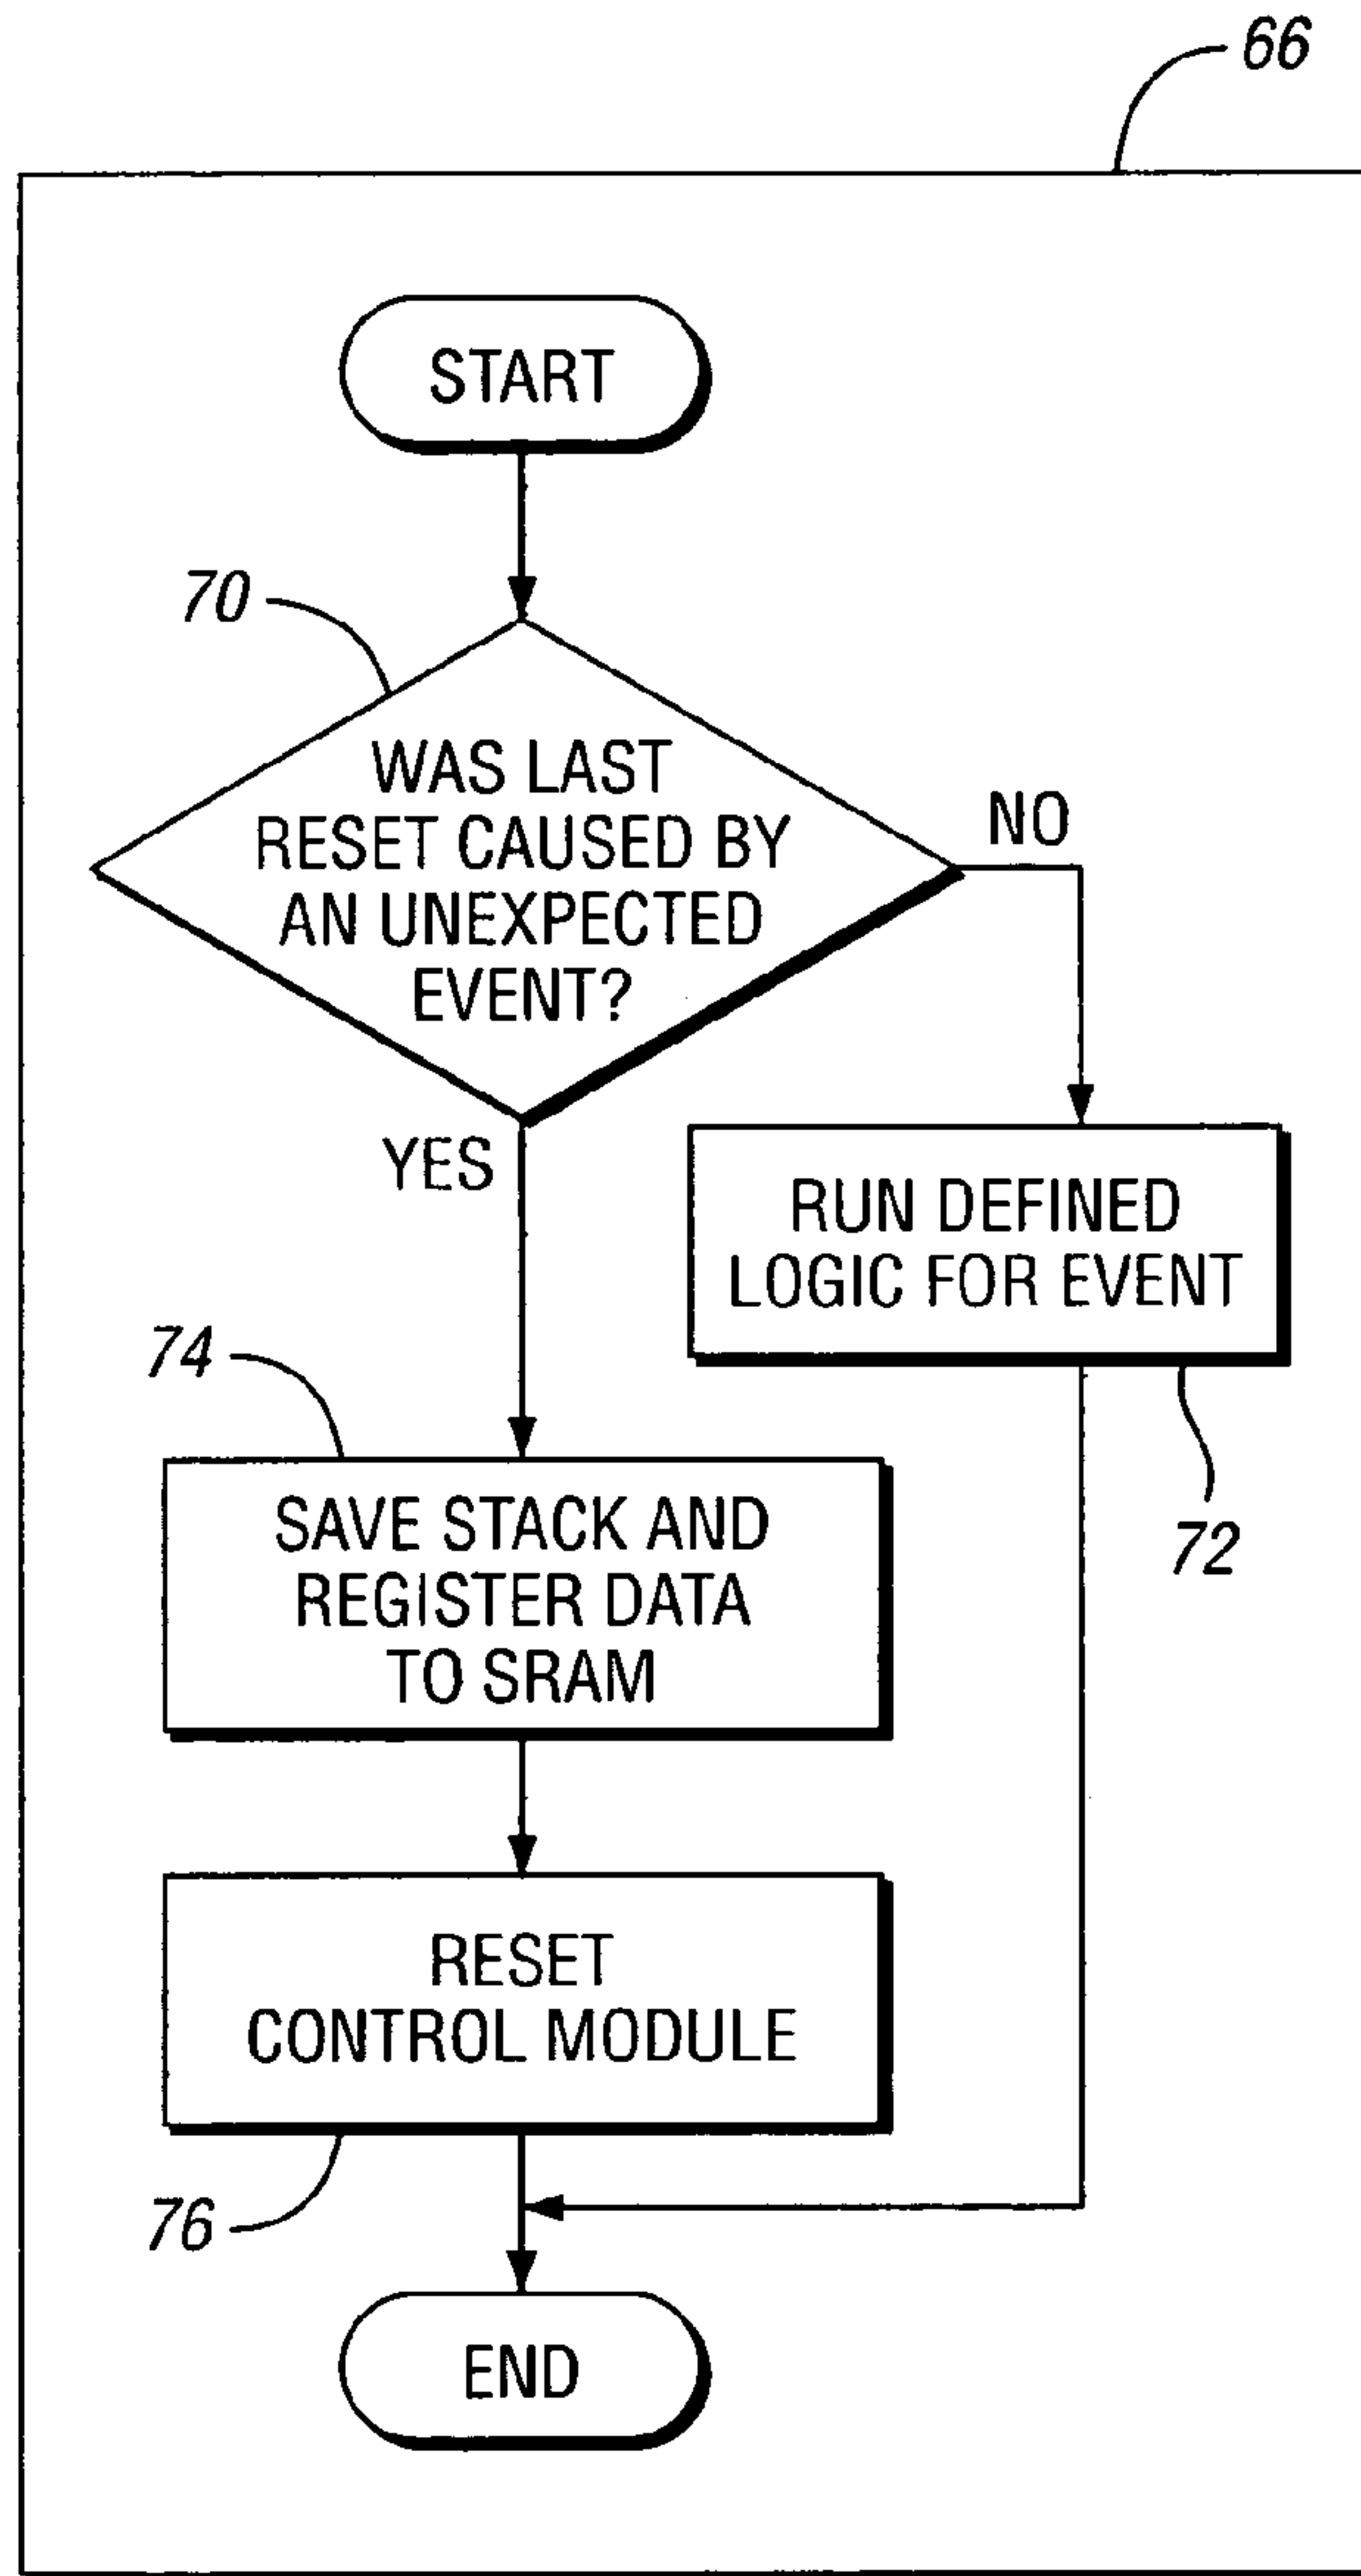 66
START
70
WAS LAST
RESET CAUSED BY
AN UNEXPECTED
EVENT?
NO
YES
RUN DEFINED
LOGIC FOR EVENT
72
74
SAVE STACK AND
REGISTER DATA
TO SRAM
RESET
CONTROL MODULE
76
END